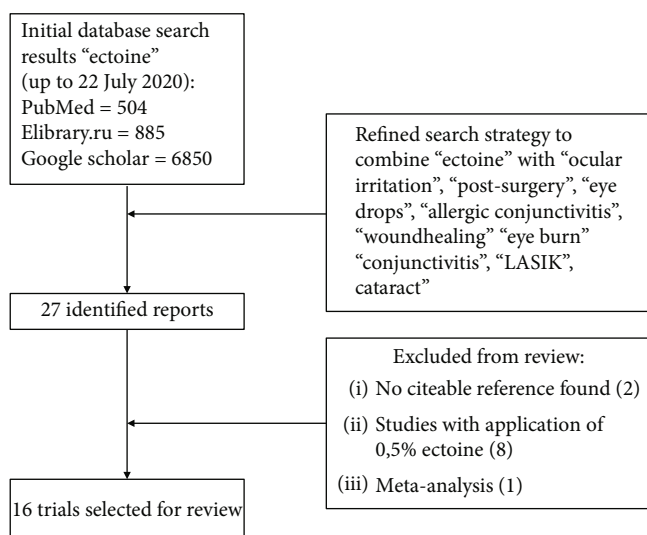 Initial database search
results “ectoine”
(up to 22 July 2020):
PubMed = 504
Elibrary.ru = 885
Google scholar = 6850
Refined search strategy to
combine “ectoine” with “ocular
irritation”, “post-surgery”, “eye
drops”, “allergic conjunctivitis”,
“woundhealing” “eye burn”
“conjunctivitis”, “LASIK”,
cataract”
27 identified reports
Excluded from review:
(i) No citeable reference found (2)
(ii) Studies with application of
0,5% ectoine (8)
(iii) Meta-analysis (1)
16 trials selected for review